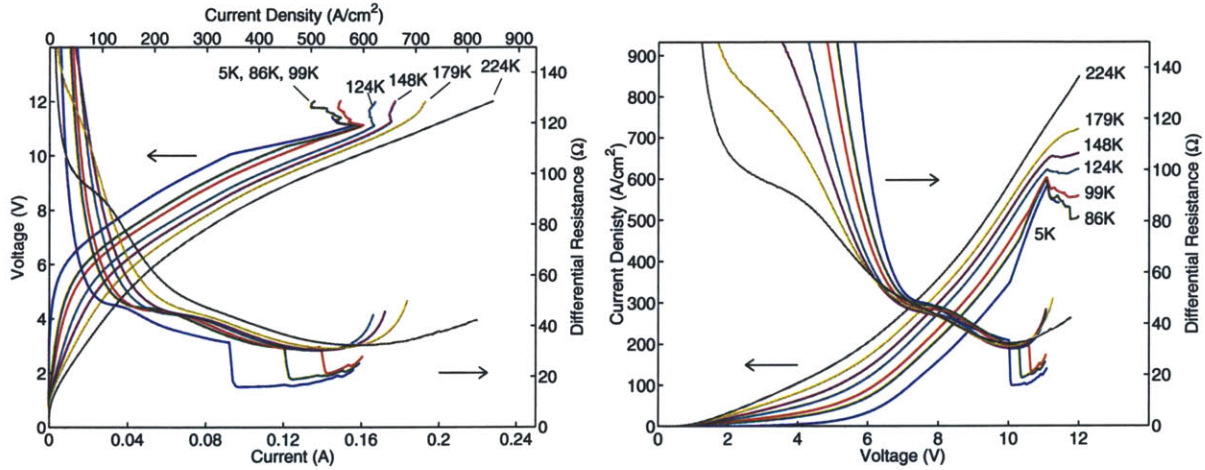 Current Density (A/cm²)
0 100 200 300 400 500 600 700 800 900
5K, 86K, 99K
124K
148K
179K
224K
Voltage (V)
12
10
8
6
4
2
0
140
120
100
80
60
40
20
0
Differential Resistance (Ω)
0 0.04 0.08 0.12 0.16 0.2 0.24
Current (A)
Current Denisty (A/cm²)
900
800
700
600
500
400
300
200
100
0
224K
179K
148K
124K
99K
86K
5K
140
120
100
80
60
40
20
0
Differential Resistance (Ω)
0 2 4 6 8 10 12
Voltage (V)